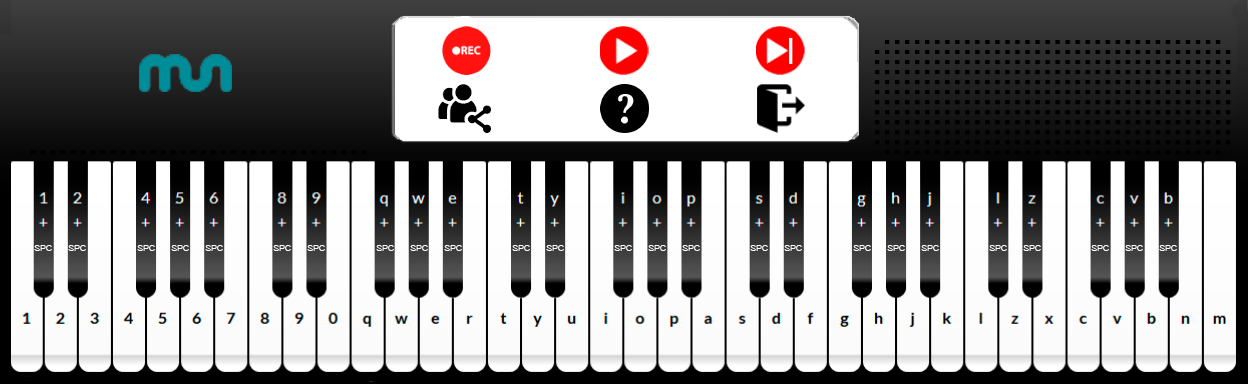 mun
REC
?
1 2 4 5 6 8 9 q w e t y i o p s d g h j l z c v b
+ + + + + + + + + + + + + + + + + + + + + + + + +
SPC SPC SPC SPC SPC SPC SPC SPC SPC SPC SPC SPC SPC SPC SPC SPC SPC SPC SPC SPC SPC SPC SPC SPC SPC
1 2 3 4 5 6 7 8 9 0 q w e r t y u i o p a s d f g h j k l z x c v b n m